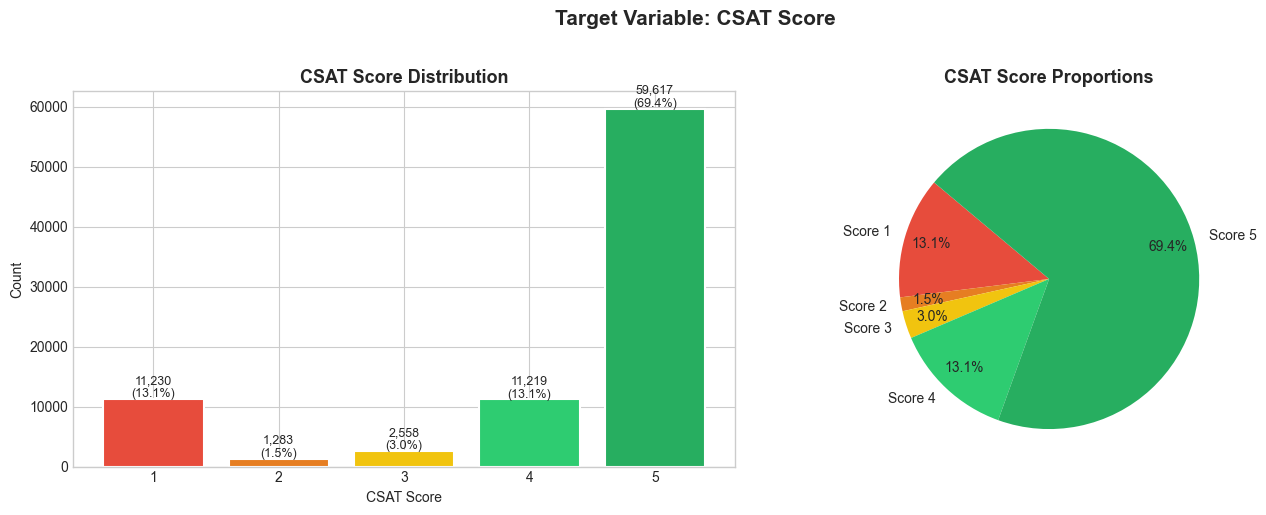 Target Variable: CSAT Score
CSAT Score Distribution
60000
50000
40000
30000
20000
10000
0
Count
11,230
(13.1%)
1,283
(1.5%)
2,558
(3.0%)
11,219
(13.1%)
59,617
(69.4%)
1
2
3
4
5
CSAT Score
CSAT Score Proportions
Score 1
13.1%
Score 2
1.5%
Score 3
3.0%
Score 4
13.1%
Score 5
69.4%